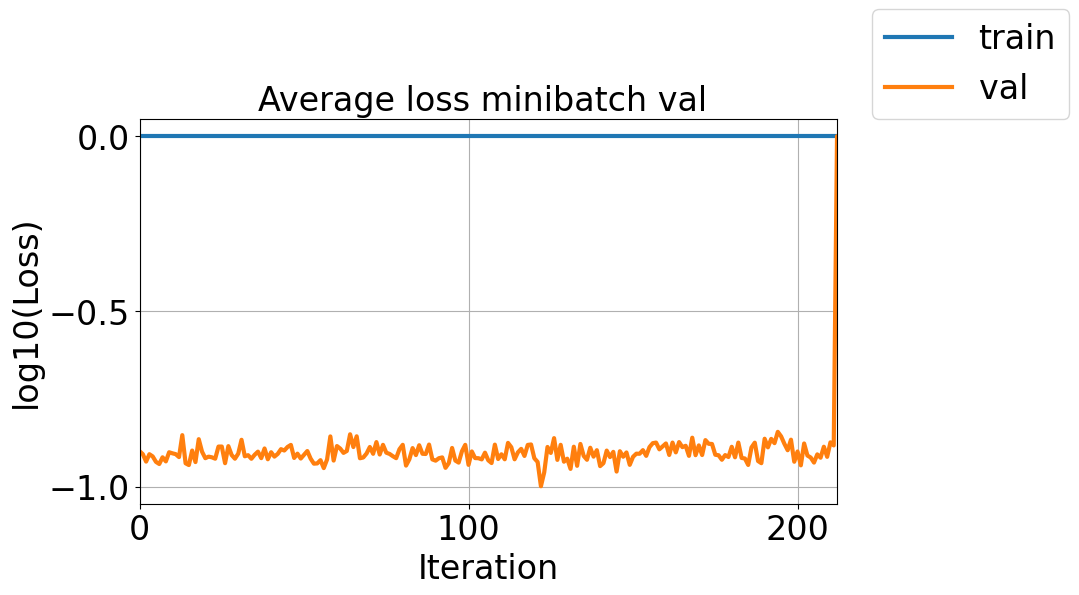 train
val
Average loss minibatch val
0.0
−0.5
−1.0
log10(Loss)
0
100
200
Iteration